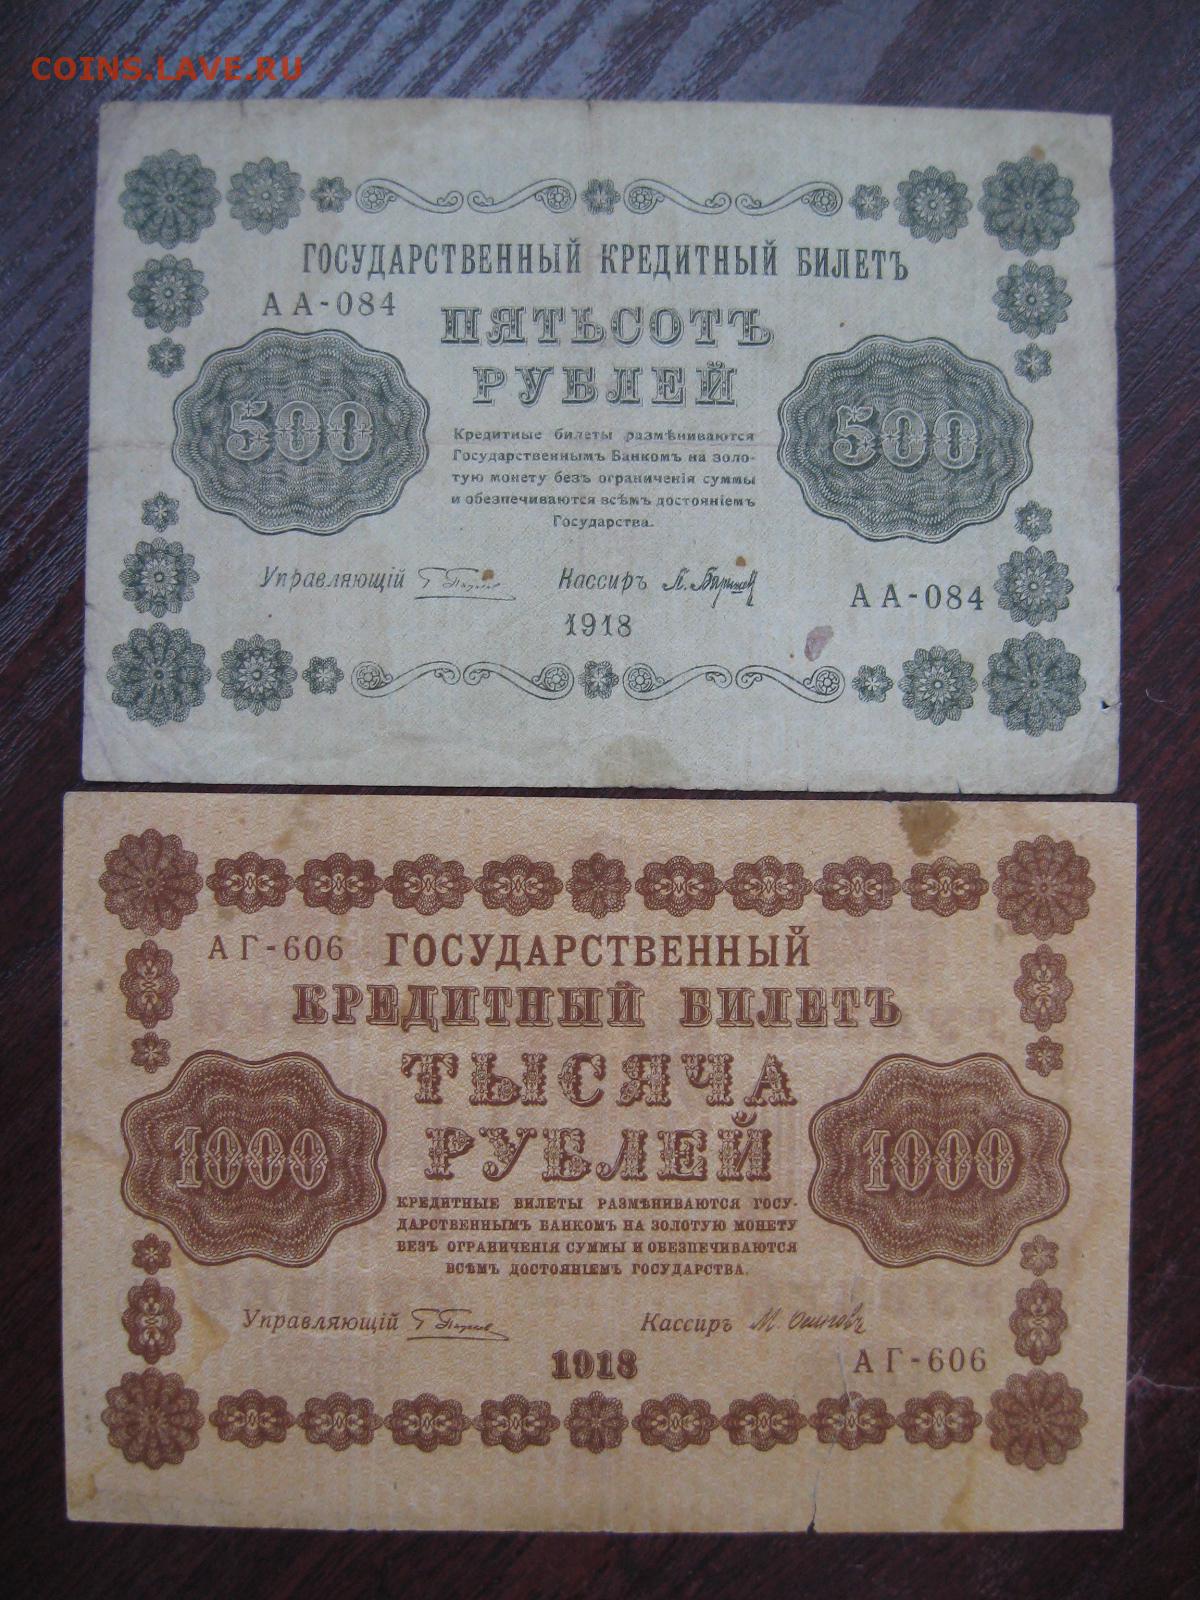 COINS.LAVE.RU
ГОСУДАРСТВЕННЫЙ КРЕДИТНЫЙ БИЛЕТЪ
АА-084
ПЯТЬСОТЪ
РУБЛЕЙ
500
500
Кредитные билеты размѣниваются
Государственнымъ Банкомъ на золо-
тую монету безъ ограниченія суммы
и обезпечиваются всѣмъ достояніемъ
Государства.
Управляющій
Кассиръ
АА-084
1918
АГ-606
ГОСУДАРСТВЕННЫЙ
КРЕДИТНЫЙ БИЛЕТЪ
ТЫСЯЧА
РУБЛЕЙ
1000
1000
КРЕДИТНЫЕ БИЛЕТЫ РАЗМѢНИВАЮТСЯ ГОСУ-
ДАРСТВЕННЫМЪ БАНКОМЪ НА ЗОЛОТУЮ МОНЕТУ
БЕЗЪ ОГРАНИЧЕНІЯ СУММЫ И ОБЕЗПЕЧИВАЮТСЯ
ВСѢМЪ ДОСТОЯНІЕМЪ ГОСУДАРСТВА.
Управляющій
Кассиръ М. Осиповъ
1918
АГ-606